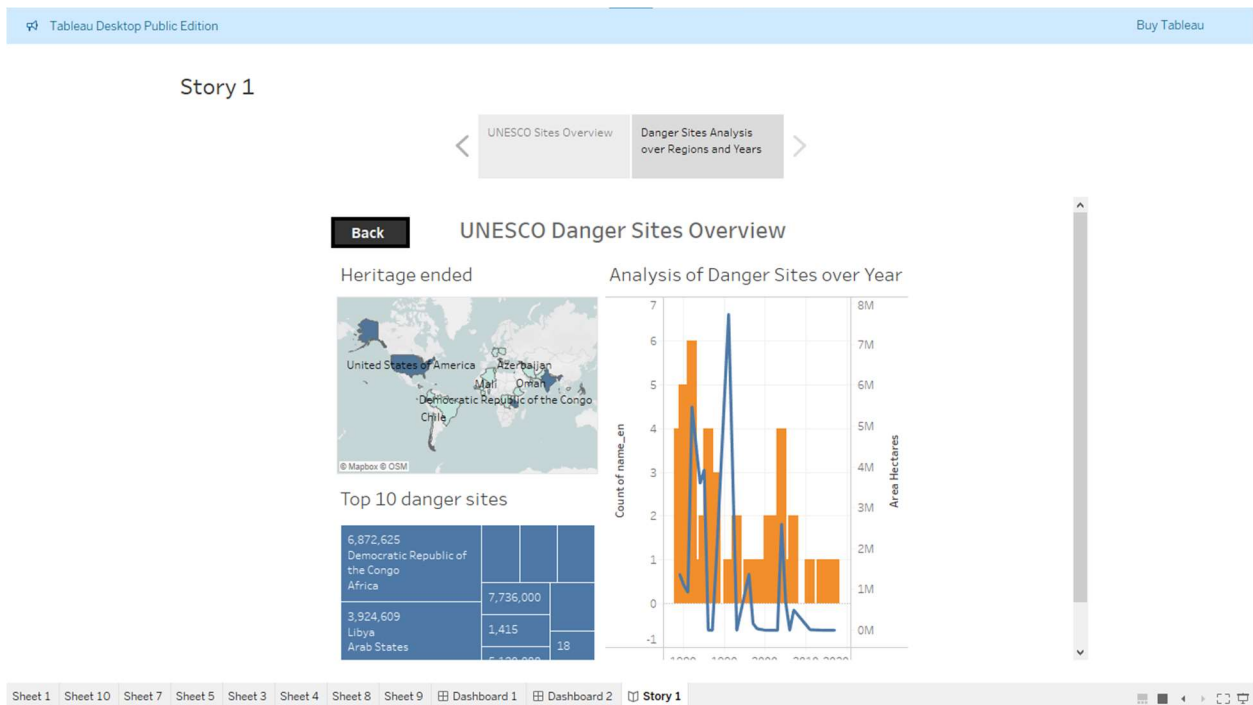 Tableau Desktop Public Edition
Buy Tableau
Story 1
UNESCO Sites Overview
Danger Sites Analysis
over Regions and Years
Back
UNESCO Danger Sites Overview
Heritage ended
United States of America
Azerbaijan
Mali
Oman
Democratic Republic of the Congo
Chile
© Mapbox © OSM
Top 10 danger sites
6,872,625
Democratic Republic of
the Congo
Africa
3,924,609
Libya
Arab States
7,736,000
1,415
18
Analysis of Danger Sites over Year
Count of name_en
7
6
5
4
3
2
1
0
-1
8M
7M
6M
5M
4M
3M
2M
1M
0M
Area Hectares
Sheet 1
Sheet 10
Sheet 7
Sheet 5
Sheet 3
Sheet 4
Sheet 8
Sheet 9
Dashboard 1
Dashboard 2
Story 1